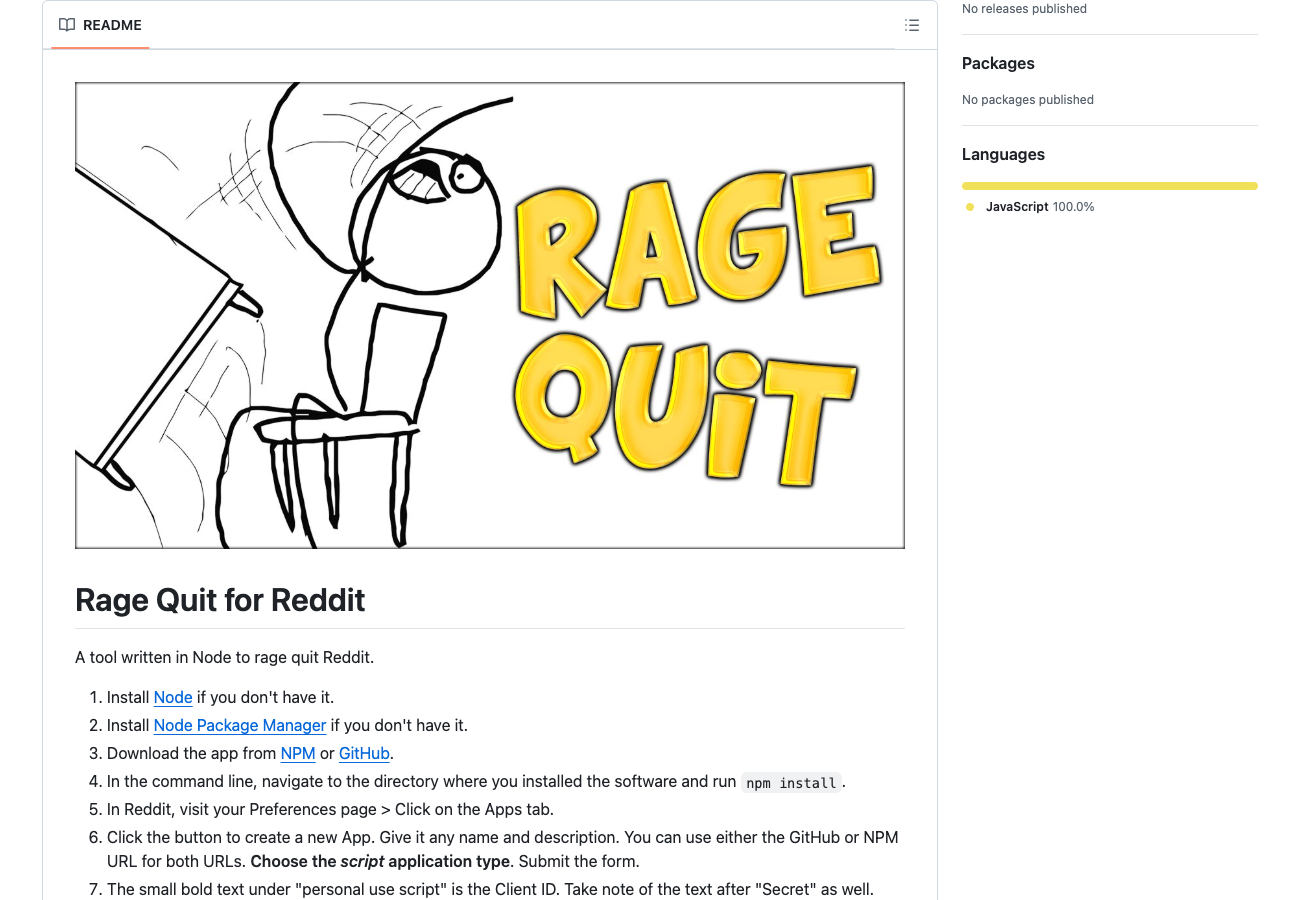 README
RAGE
QUiT
Rage Quit for Reddit
A tool written in Node to rage quit Reddit.
1. Install Node if you don't have it.
2. Install Node Package Manager if you don't have it.
3. Download the app from NPM or GitHub.
4. In the command line, navigate to the directory where you installed the software and run npm install.
5. In Reddit, visit your Preferences page > Click on the Apps tab.
6. Click the button to create a new App. Give it any name and description. You can use either the GitHub or NPM
URL for both URLs. Choose the script application type. Submit the form.
7. The small bold text under "personal use script" is the Client ID. Take note of the text after "Secret" as well.
No releases published
Packages
No packages published
Languages
JavaScript 100.0%